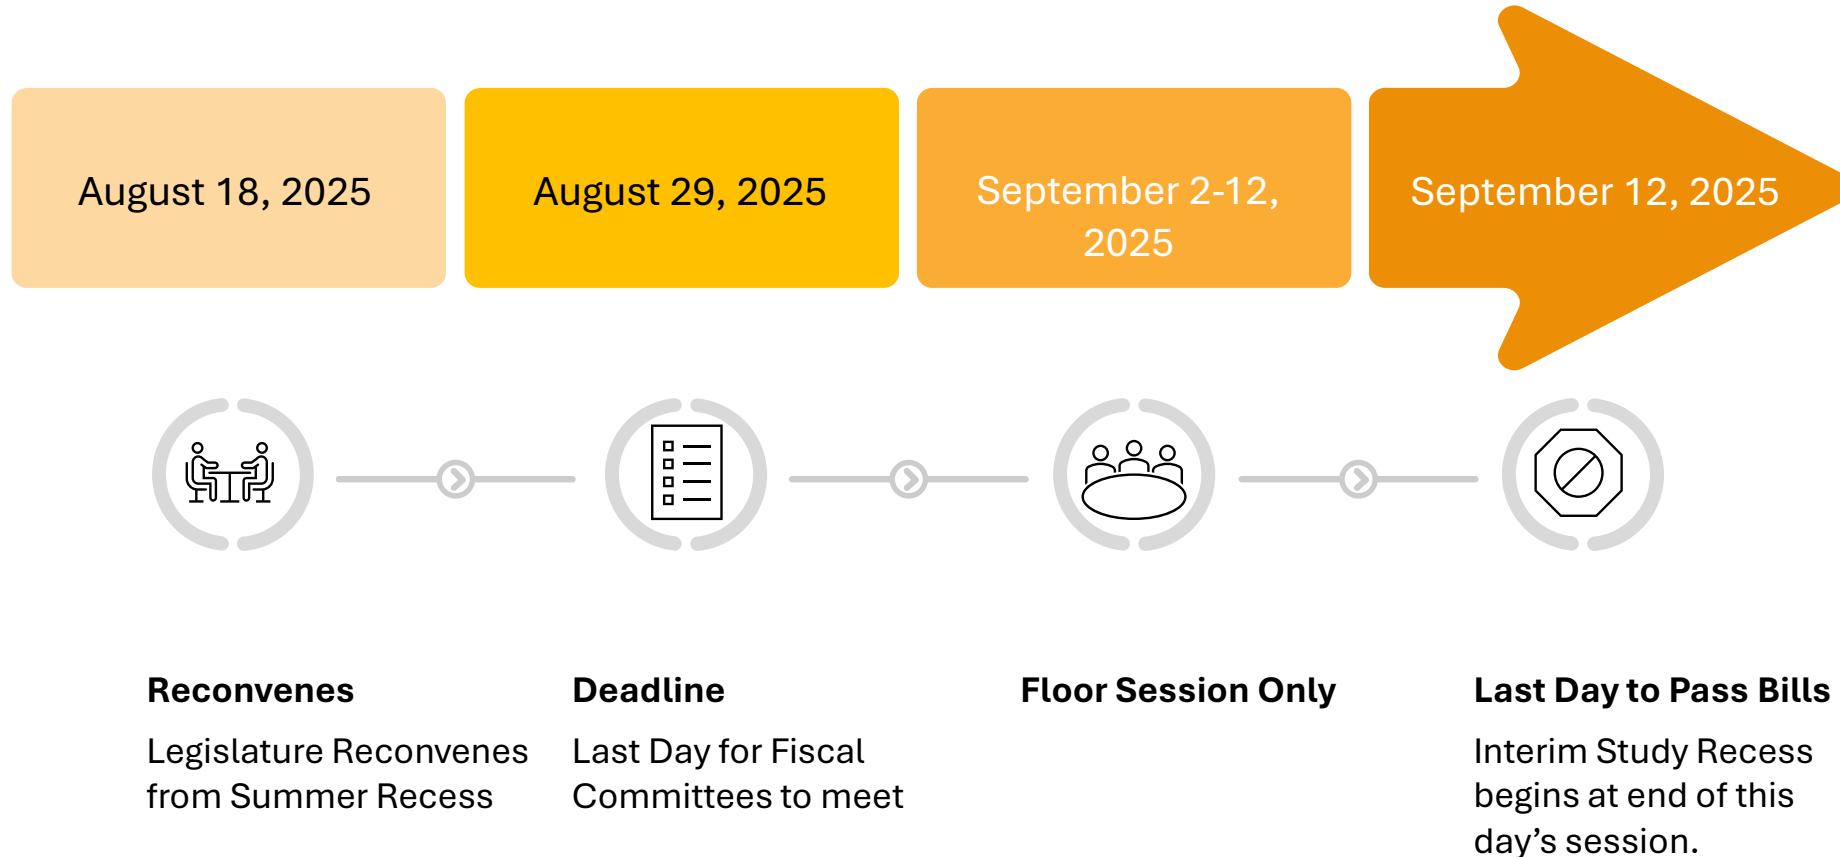 August 18, 2025
August 29, 2025
September 2-12,
2025
September 12, 2025
Reconvenes
Legislature Reconvenes
from Summer Recess
Deadline
Last Day for Fiscal
Committees to meet
Floor Session Only
Last Day to Pass Bills
Interim Study Recess
begins at end of this
day’s session.